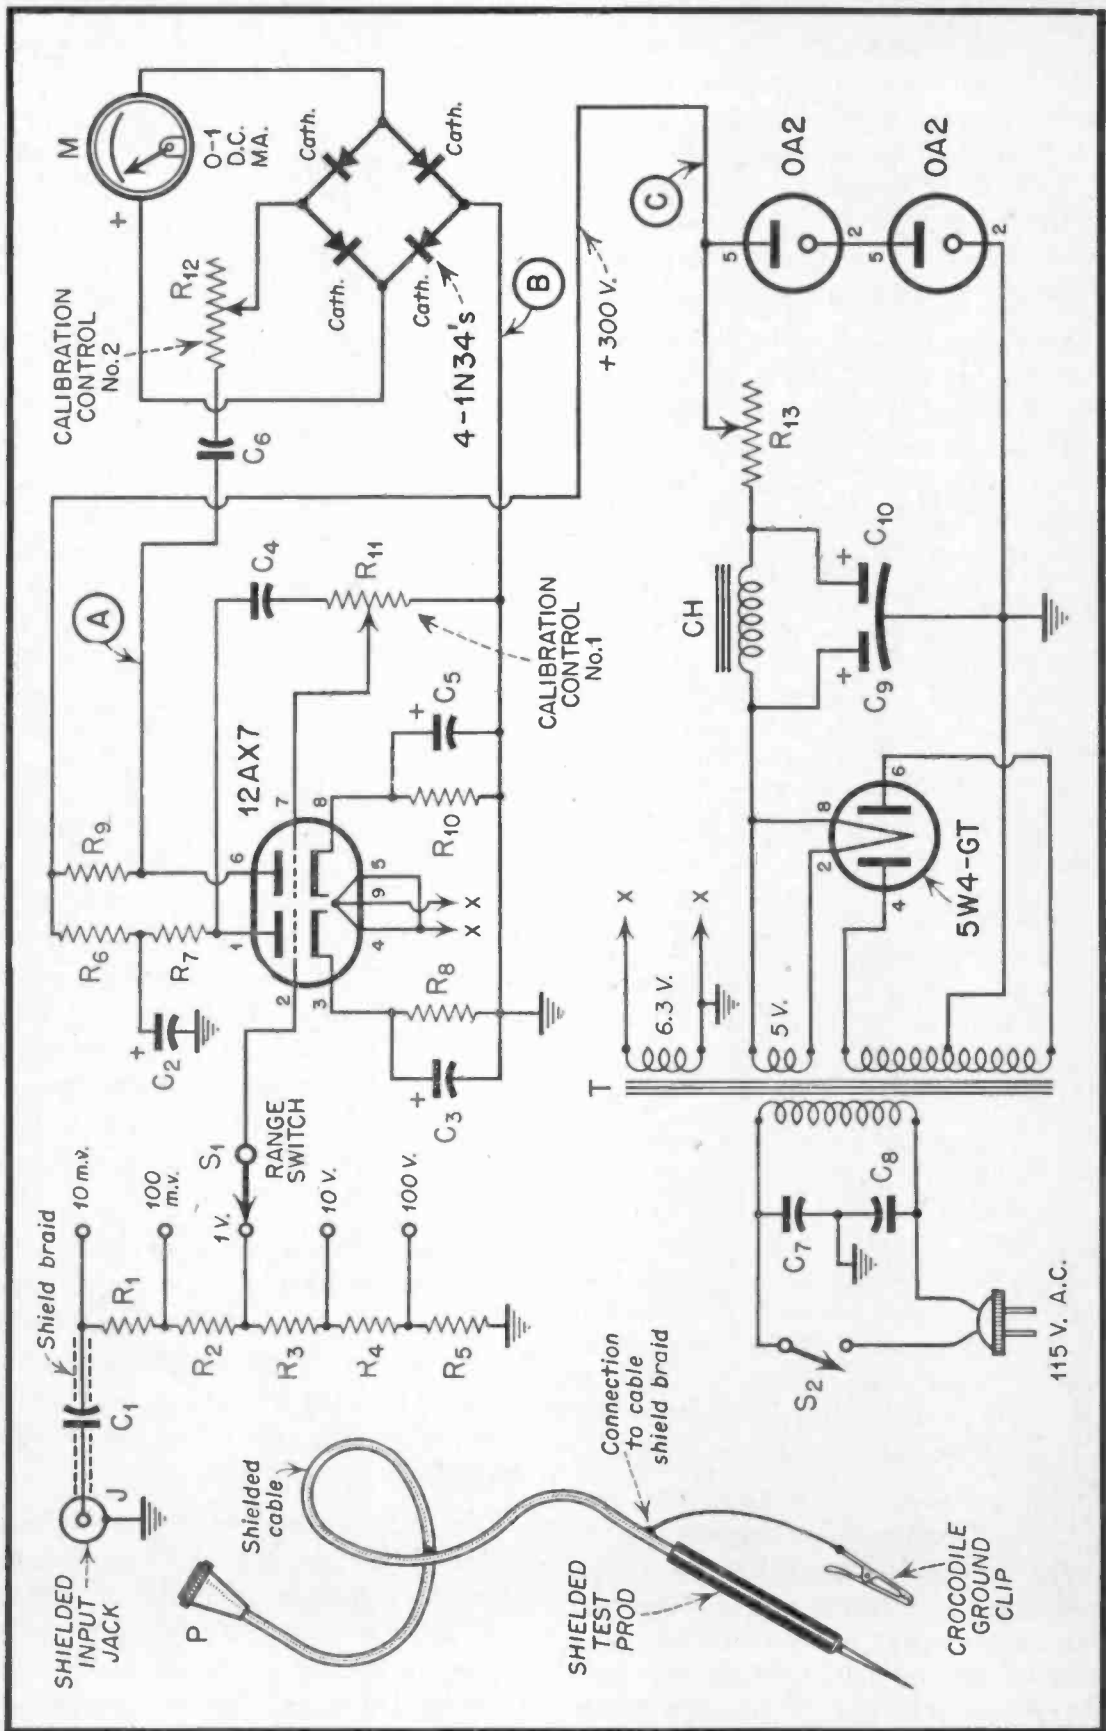 SHIELDED
INPUT
JACK
J
C1
Shield braid
10 m.v.
R1
100
m.v.
R2
1 V.
S1
RANGE
SWITCH
R3
10 V.
R4
100 V.
R5
C2
+
R6
R7
R9
A
12AX7
1
6
2
7
3
8
4
9
5
X
X
C3
+
R8
R10
C5
+
C4
R11
CALIBRATION
CONTROL
No.1
C6
CALIBRATION
CONTROL
No.2
R12
+
M
0-1
D.C.
MA.
Cath.
Cath.
Cath.
Cath.
4-1N34's
B
+300 V.
P
Shielded
cable
SHIELDED
TEST
PROD
Connection
to cable
shield braid
CROCODILE
GROUND
CLIP
S2
115 V. A.C.
C7
C8
T
6.3 V.
X
X
5 V.
2
8
4
6
5W4-GT
CH
+
C9
+
C10
R13
C
5
2
OA2
5
2
OA2